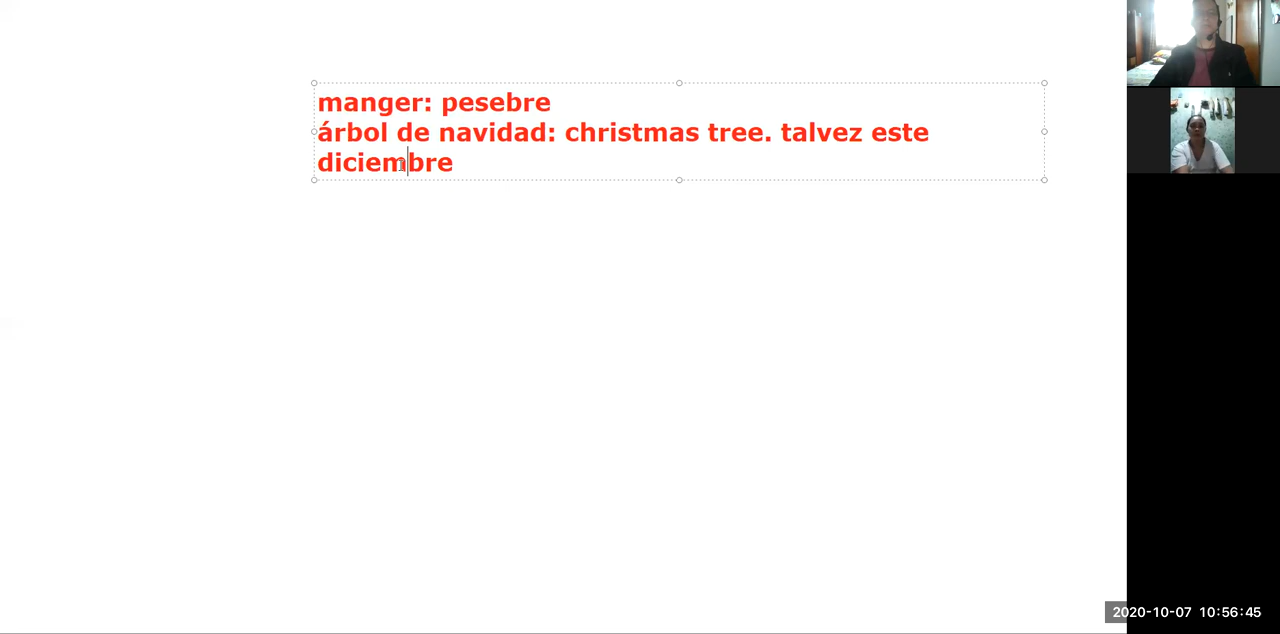 manger: pesebre
árbol de navidad: christmas tree. talvez este
diciembre
2020-10-07 10:56:45